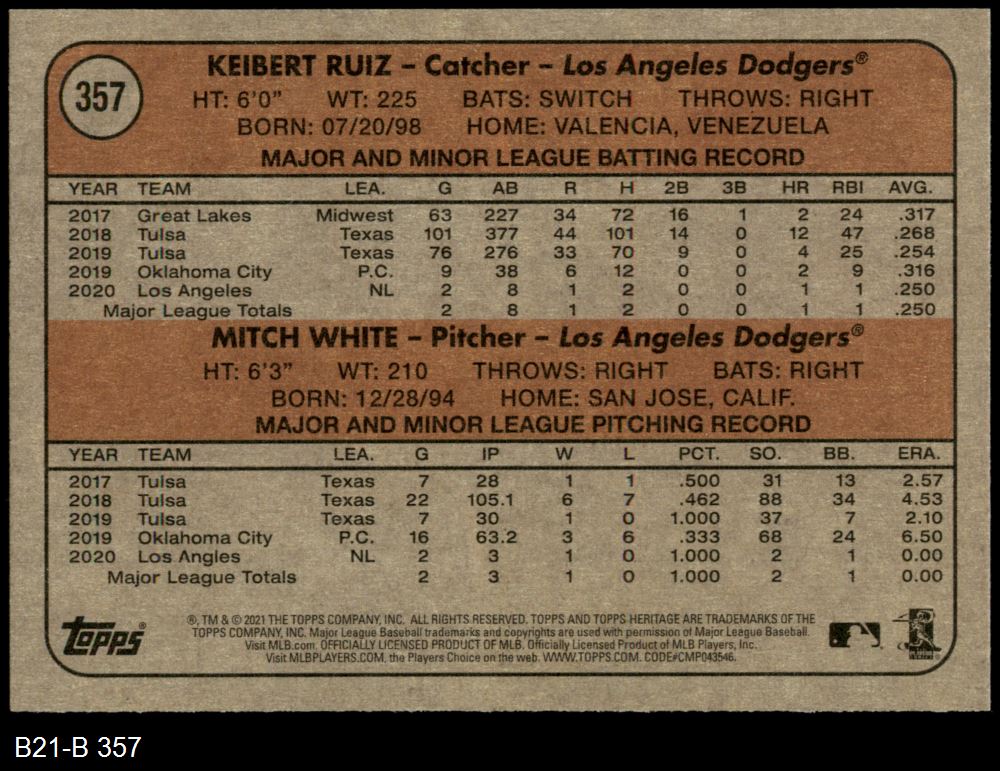 357
KEIBERT RUIZ – Catcher – Los Angeles Dodgers®
HT: 6'0" WT: 225 BATS: SWITCH THROWS: RIGHT
BORN: 07/20/98 HOME: VALENCIA, VENEZUELA
MAJOR AND MINOR LEAGUE BATTING RECORD
YEAR TEAM LEA. G AB R H 2B 3B HR RBI AVG.
2017 Great Lakes Midwest 63 227 34 72 16 1 2 24 .317
2018 Tulsa Texas 101 377 44 101 14 0 12 47 .268
2019 Tulsa Texas 76 276 33 70 9 0 4 25 .254
2019 Oklahoma City P.C. 9 38 6 12 0 0 2 9 .316
2020 Los Angeles NL 2 8 1 2 0 0 1 1 .250
Major League Totals 2 8 1 2 0 0 1 1 .250
MITCH WHITE – Pitcher – Los Angeles Dodgers®
HT: 6'3" WT: 210 THROWS: RIGHT BATS: RIGHT
BORN: 12/28/94 HOME: SAN JOSE, CALIF.
MAJOR AND MINOR LEAGUE PITCHING RECORD
YEAR TEAM LEA. G IP W L PCT. SO. BB. ERA.
2017 Tulsa Texas 7 28 1 1 .500 31 13 2.57
2018 Tulsa Texas 22 105.1 6 7 .462 88 34 4.53
2019 Tulsa Texas 7 30 1 0 1.000 37 7 2.10
2019 Oklahoma City P.C. 16 63.2 3 6 .333 68 24 6.50
2020 Los Angles NL 2 3 1 0 1.000 2 1 0.00
Major League Totals 2 3 1 0 1.000 2 1 0.00
Topps®
®, TM & © 2021 THE TOPPS COMPANY, INC. ALL RIGHTS RESERVED. TOPPS AND TOPPS HERITAGE ARE TRADEMARKS OF THE
TOPPS COMPANY, INC. Major League Baseball trademarks and copyrights are used with permission of Major League Baseball.
Visit MLB.com. OFFICIALLY LICENSED PRODUCT OF MLB. Officially Licensed Product of MLB Players, Inc.
Visit MLBPLAYERS.COM, the Players Choice on the web. WWW.TOPPS.COM. CODE#CMP043546.
B21-B 357